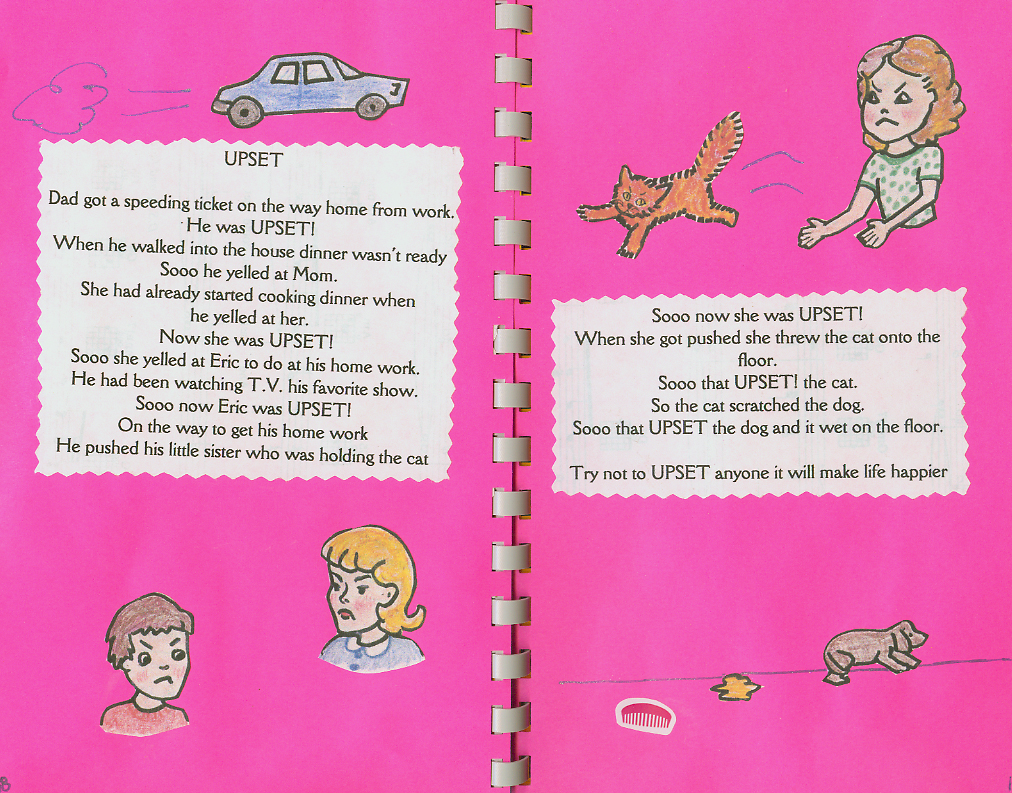 UPSET
Dad got a speeding ticket on the way home from work.
He was UPSET!
When he walked into the house dinner wasn't ready
Sooo he yelled at Mom.
She had already started cooking dinner when
he yelled at her.
Now she was UPSET!
Sooo she yelled at Eric to do at his home work.
He had been watching T.V. his favorite show.
Sooo now Eric was UPSET!
On the way to get his home work
He pushed his little sister who was holding the cat
8
Sooo now she was UPSET!
When she got pushed she threw the cat onto the
floor.
Sooo that UPSET! the cat.
So the cat scratched the dog.
Sooo that UPSET the dog and it wet on the floor.
Try not to UPSET anyone it will make life happier